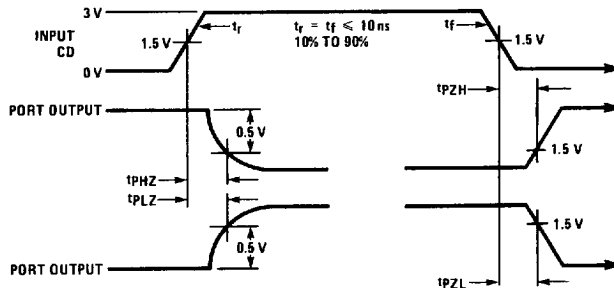 3 V
INPUT
CD
1.5 V
0 V
tr
tr = tf ≤ 10 ns
10% TO 90%
tf
1.5 V
PORT OUTPUT
0.5 V
tPZH
1.5 V
tPHZ
tPLZ
0.5 V
PORT OUTPUT
1.5 V
tPZL